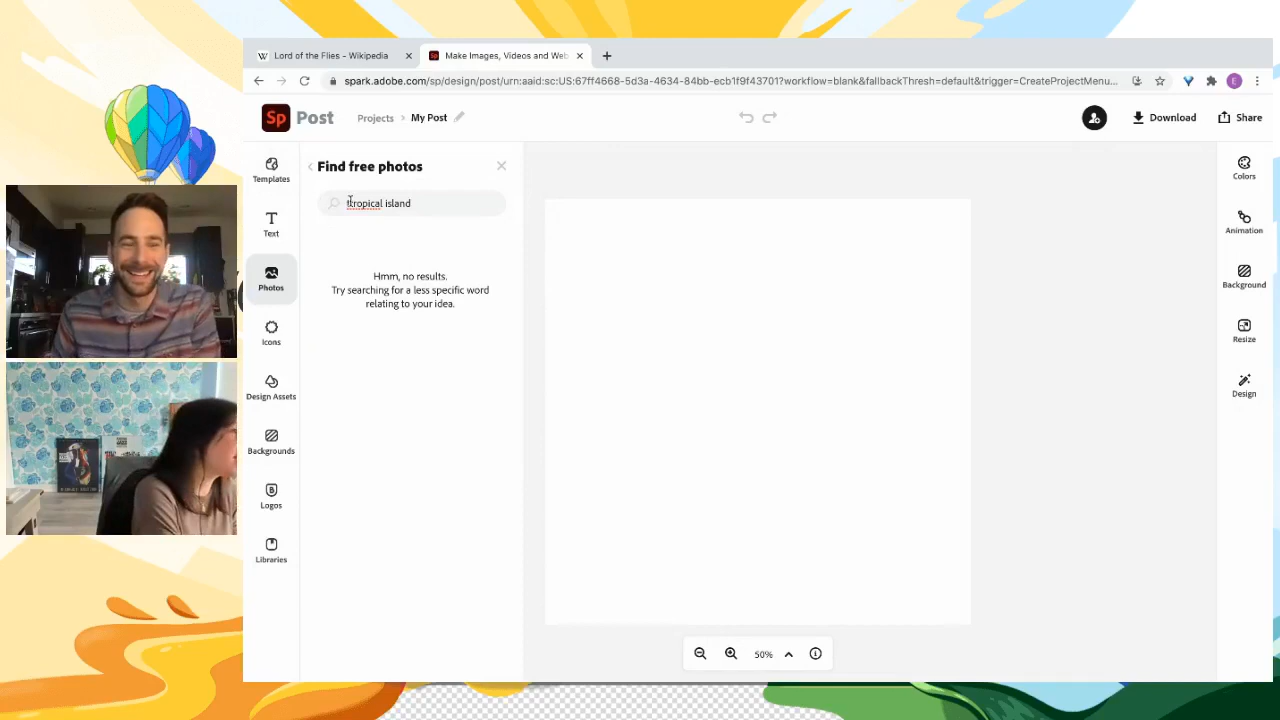 Lord of the Flies - Wikipedia
Make Images, Videos and Web
spark.adobe.com/sp/design/post/urn:aaid:sc:US:67ff4668-5d3a-4634-84bb-ecb1f9f43701?workflow=blank&fallbackThresh=default&trigger=CreateProjectMenu...
E
Sp Post
Projects > My Post
Download
Share
Templates
Text
Photos
Icons
Design Assets
Backgrounds
Logos
Libraries
Find free photos
ttropical island
Hmm, no results.
Try searching for a less specific word
relating to your idea.
Colors
Animation
Background
Resize
Design
50%